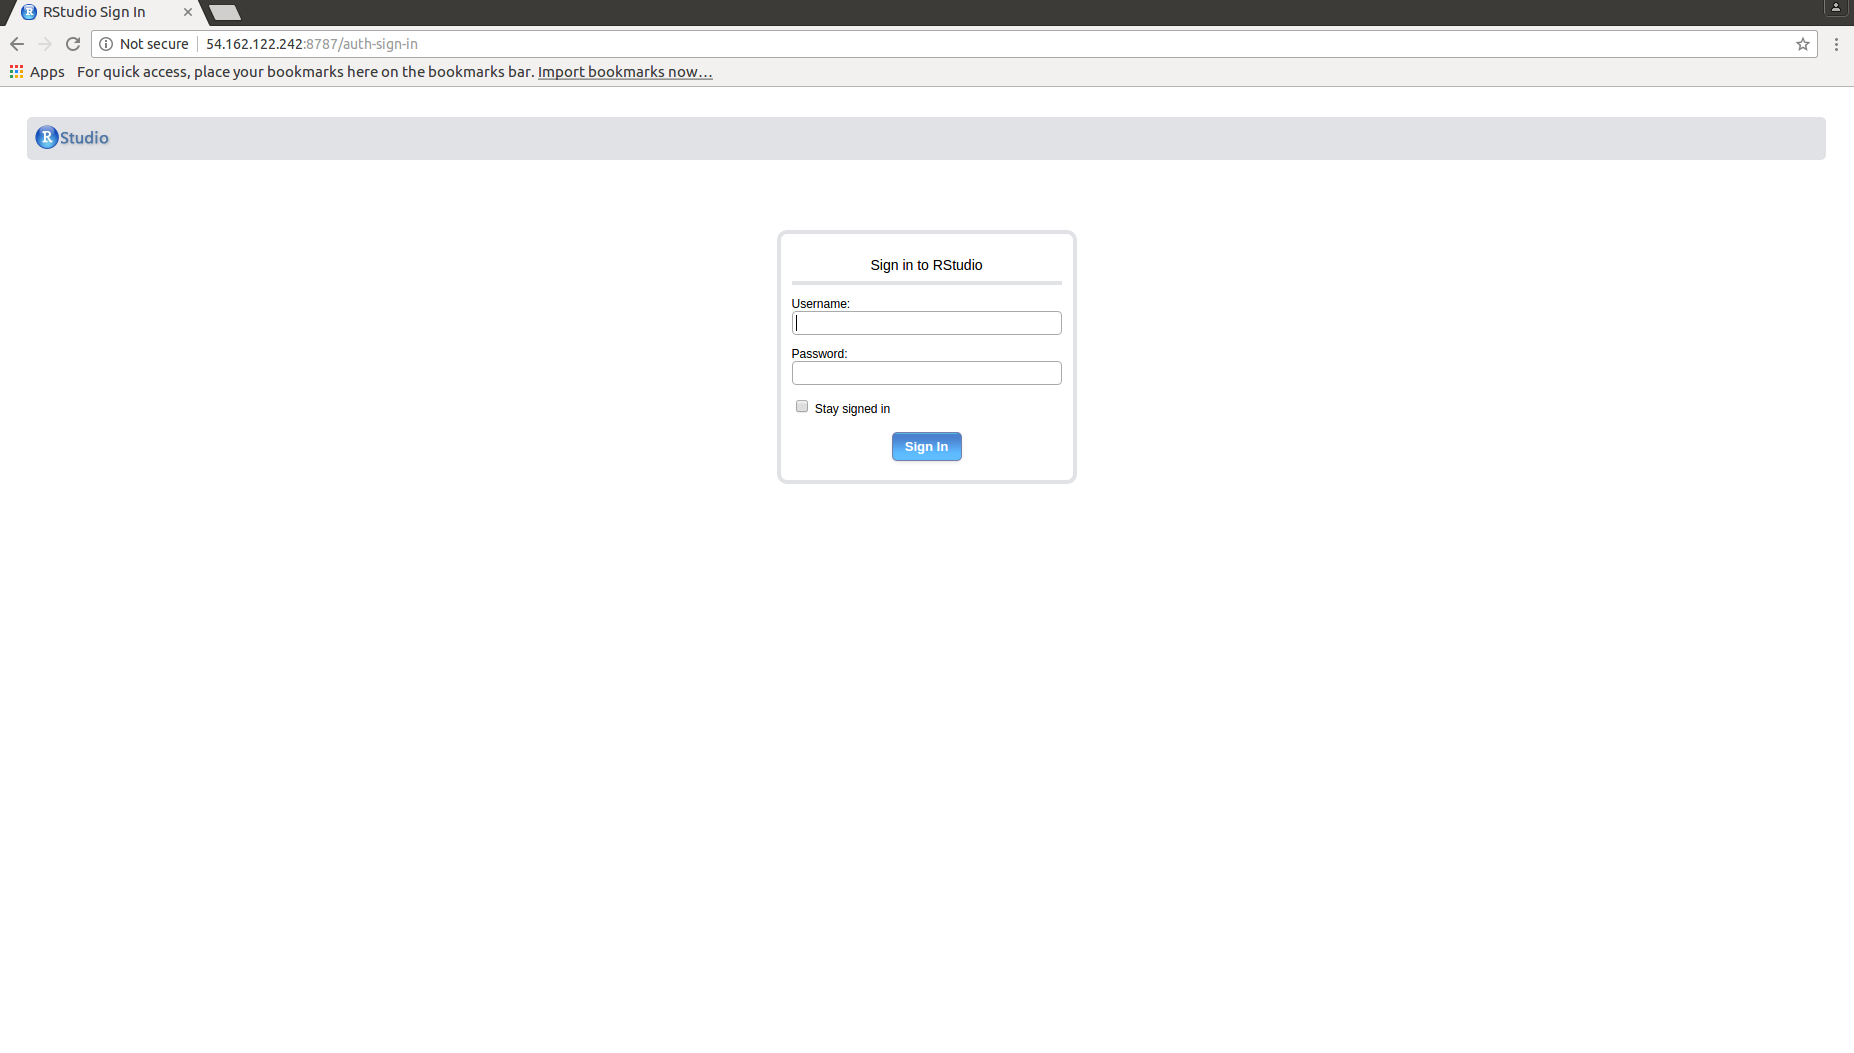 RStudio Sign In
Not secure 54.162.122.242:8787/auth-sign-in
Apps For quick access, place your bookmarks here on the bookmarks bar. Import bookmarks now...
R Studio
Sign in to RStudio
Username:
Password:
Stay signed in
Sign In